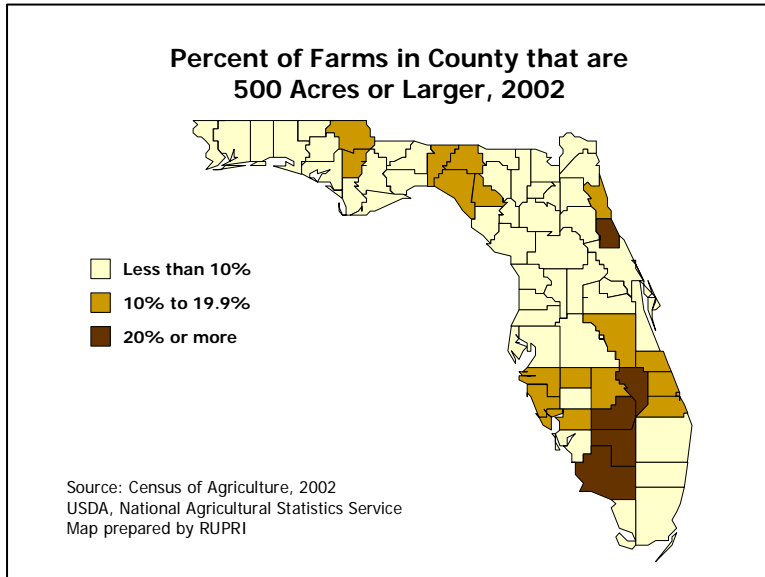 Percent of Farms in County that are
500 Acres or Larger, 2002
Less than 10%
10% to 19.9%
20% or more
Source: Census of Agriculture, 2002
USDA, National Agricultural Statistics Service
Map prepared by RUPRI